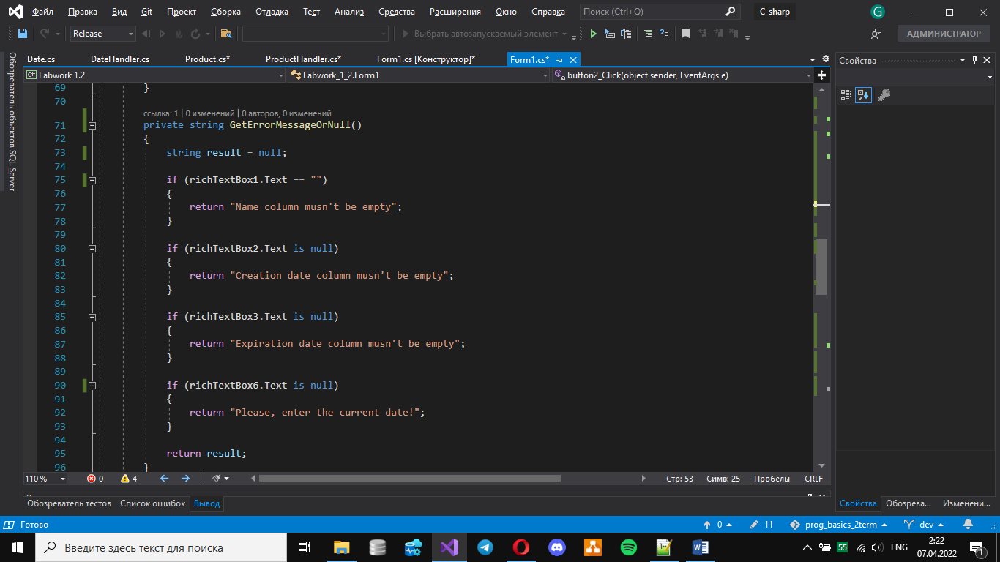 Файл Правка Вид Git Проект Сборка Отладка Тест Анализ Средства Расширения Окно Справка Поиск (Ctrl+Q) C-sharp G
Release Выбрать автозапускаемый элемент АДМИНИСТРАТОР
Обозреватель объектов SQL Server
Date.cs DateHandler.cs Product.cs* ProductHandler.cs* Form1.cs [Конструктор]* Form1.cs* Свойства
C# Labwork 1.2 Labwork_1_2.Form1 button2_Click(object sender, EventArgs e)
69 }
70
ссылка: 1 | 0 изменений | 0 авторов, 0 изменений
71 private string GetErrorMessageOrNull()
72 {
73 string result = null;
74
75 if (richTextBox1.Text == "")
76 {
77 return "Name column musn't be empty";
78 }
79
80 if (richTextBox2.Text is null)
81 {
82 return "Creation date column musn't be empty";
83 }
84
85 if (richTextBox3.Text is null)
86 {
87 return "Expiration date column musn't be empty";
88 }
89
90 if (richTextBox6.Text is null)
91 {
92 return "Please, enter the current date!";
93 }
94
95 return result;
96 }
110 % 0 4 Стр: 53 Симв: 25 Пробелы CRLF
Обозреватель тестов Список ошибок Вывод Свойства Обозрева... Изменени...
Готово 0 11 prog_basics_2term dev
Введите здесь текст для поиска 55 ENG 2:22
07.04.2022 1